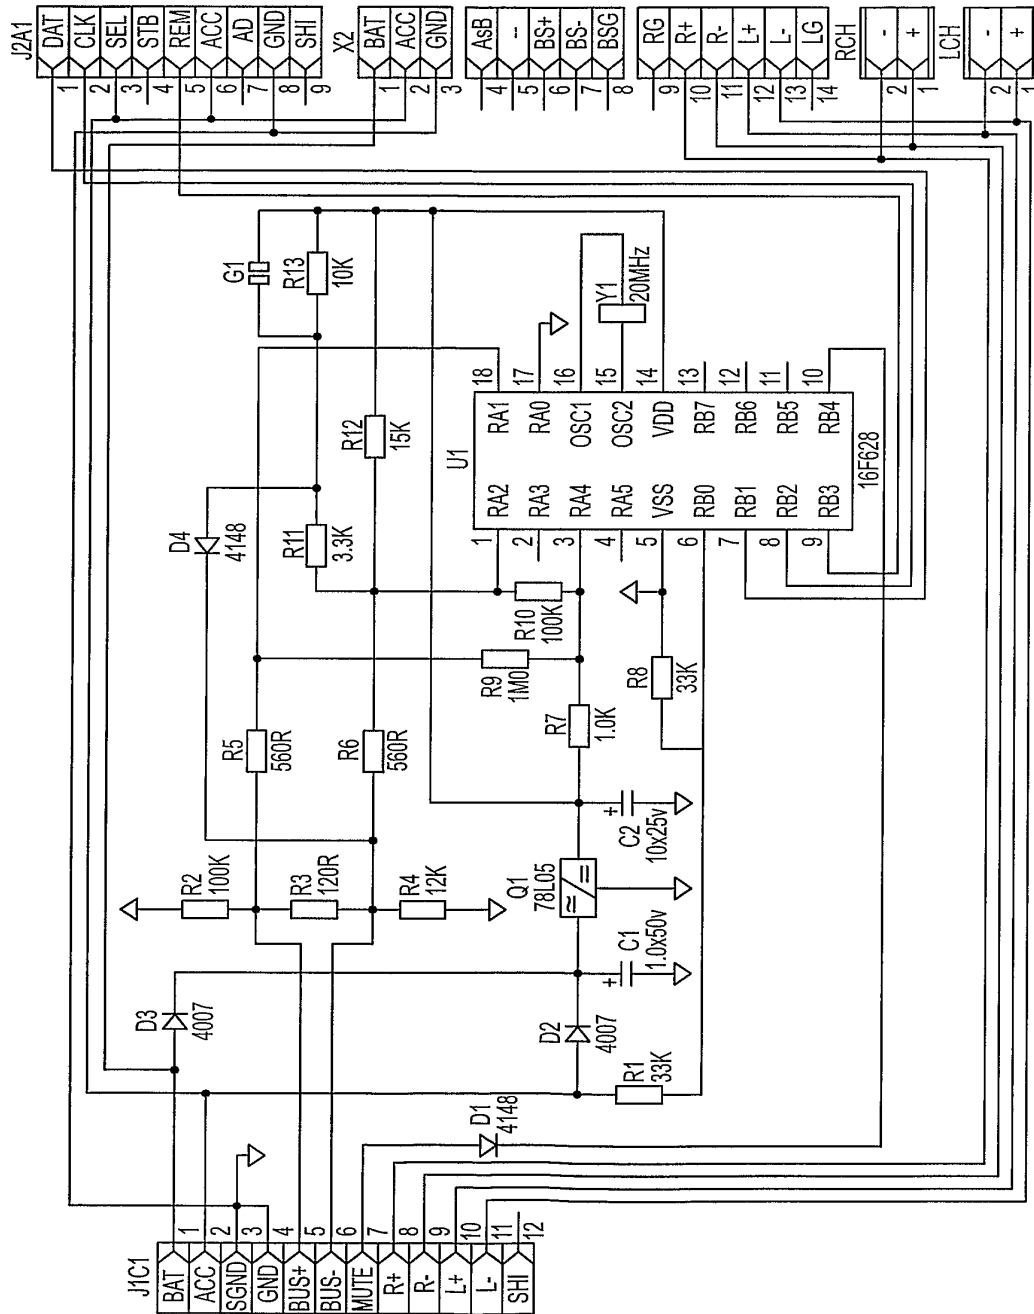 J2A1
DAT 1
CLK 2
SEL 3
STB 4
REM 5
ACC 6
AD 7
GND 8
SHI 9
X2
BAT 1
ACC 2
GND 3
AsB 4
-- 5
BS+ 6
BS- 7
BSG 8
RG 9
R+ 10
R- 11
L+ 12
L- 13
LG 14
RCH
- 2
+ 1
LCH
- 2
+ 1
G1
R13
10K
D4
4148
R11
3.3K
R12
15K
R5
560R
R6
560R
R2
100K
R3
120R
R4
12K
D3
4007
R9
1M0
R10
100K
R7
1.0K
R8
33K
C2
10x25v
+
Q1
78L05
C1
1.0x50v
+
D2
4007
R1
33K
D1
4148
Y1
20MHz
U1
16F628
1 RA2
2 RA3
3 RA4
4 RA5
5 VSS
6 RB0
7 RB1
8 RB2
9 RB3
RA1 18
RA0 17
OSC1 16
OSC2 15
VDD 14
RB7 13
RB6 12
RB5 11
RB4 10
J1C1
BAT 1
ACC 2
SGND 3
GND 4
BUS+ 5
BUS- 6
MUTE 7
R+ 8
R- 9
L+ 10
L- 11
SHI 12